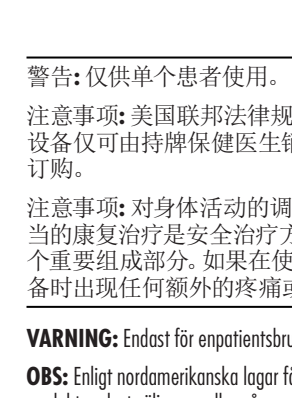 警告: 仅供单个患者使用。
注意事项: 美国联邦法律规
设备仅可由持牌保健医生销
订购。
注意事项: 对身体活动的调
当的康复治疗是安全治疗方
个重要组成部分。如果在使
备时出现任何额外的疼痛或
VARNING: Endast för enpatientsbru
OBS: Enligt nordamerikanska lagar få